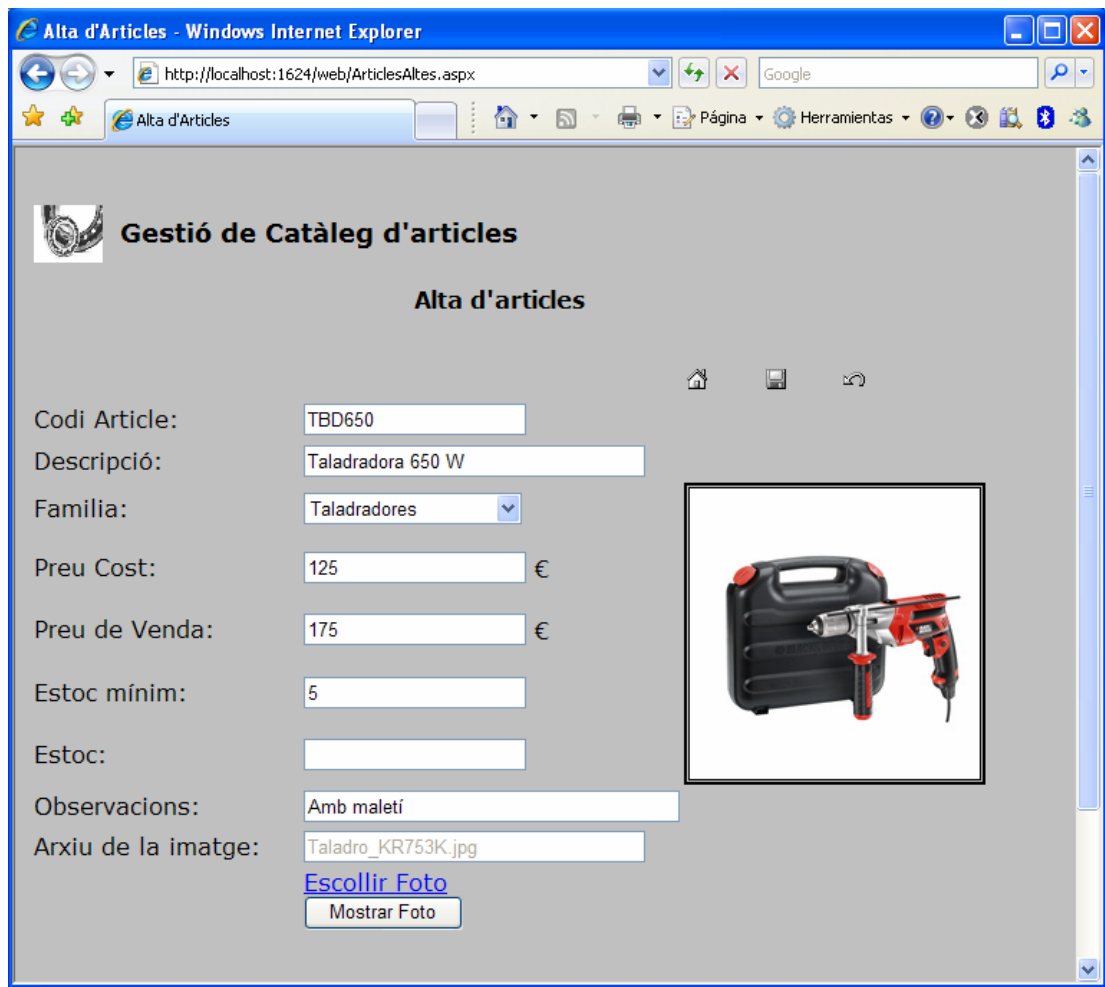 Alta d'Articles - Windows Internet Explorer
http://localhost:1624/web/ArticlesAltes.aspx
Google
Alta d'Articles
Página
Herramientas
Gestió de Catàleg d'articles
Alta d'articles
Codi Article: TBD650
Descripció: Taladradora 650 W
Familia: Taladradores
Preu Cost: 125 €
Preu de Venda: 175 €
Estoc mínim: 5
Estoc:
Observacions: Amb maletí
Arxiu de la imatge: Taladro_KR753K.jpg
Escollir Foto
Mostrar Foto